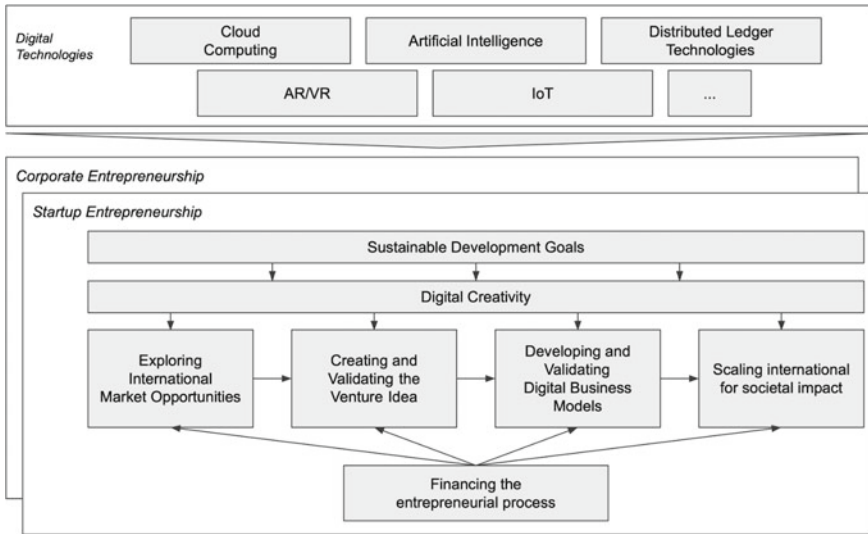 Digital
Technologies
Cloud
Computing
Artificial Intelligence
Distributed Ledger
Technologies
AR/VR
IoT
...
Corporate Entrepreneurship
Startup Entrepreneurship
Sustainable Development Goals
Digital Creativity
Exploring
International
Market Opportunities
Creating and
Validating the
Venture Idea
Developing and
Validating
Digital Business
Models
Scaling international
for societal impact
Financing the
entrepreneurial process